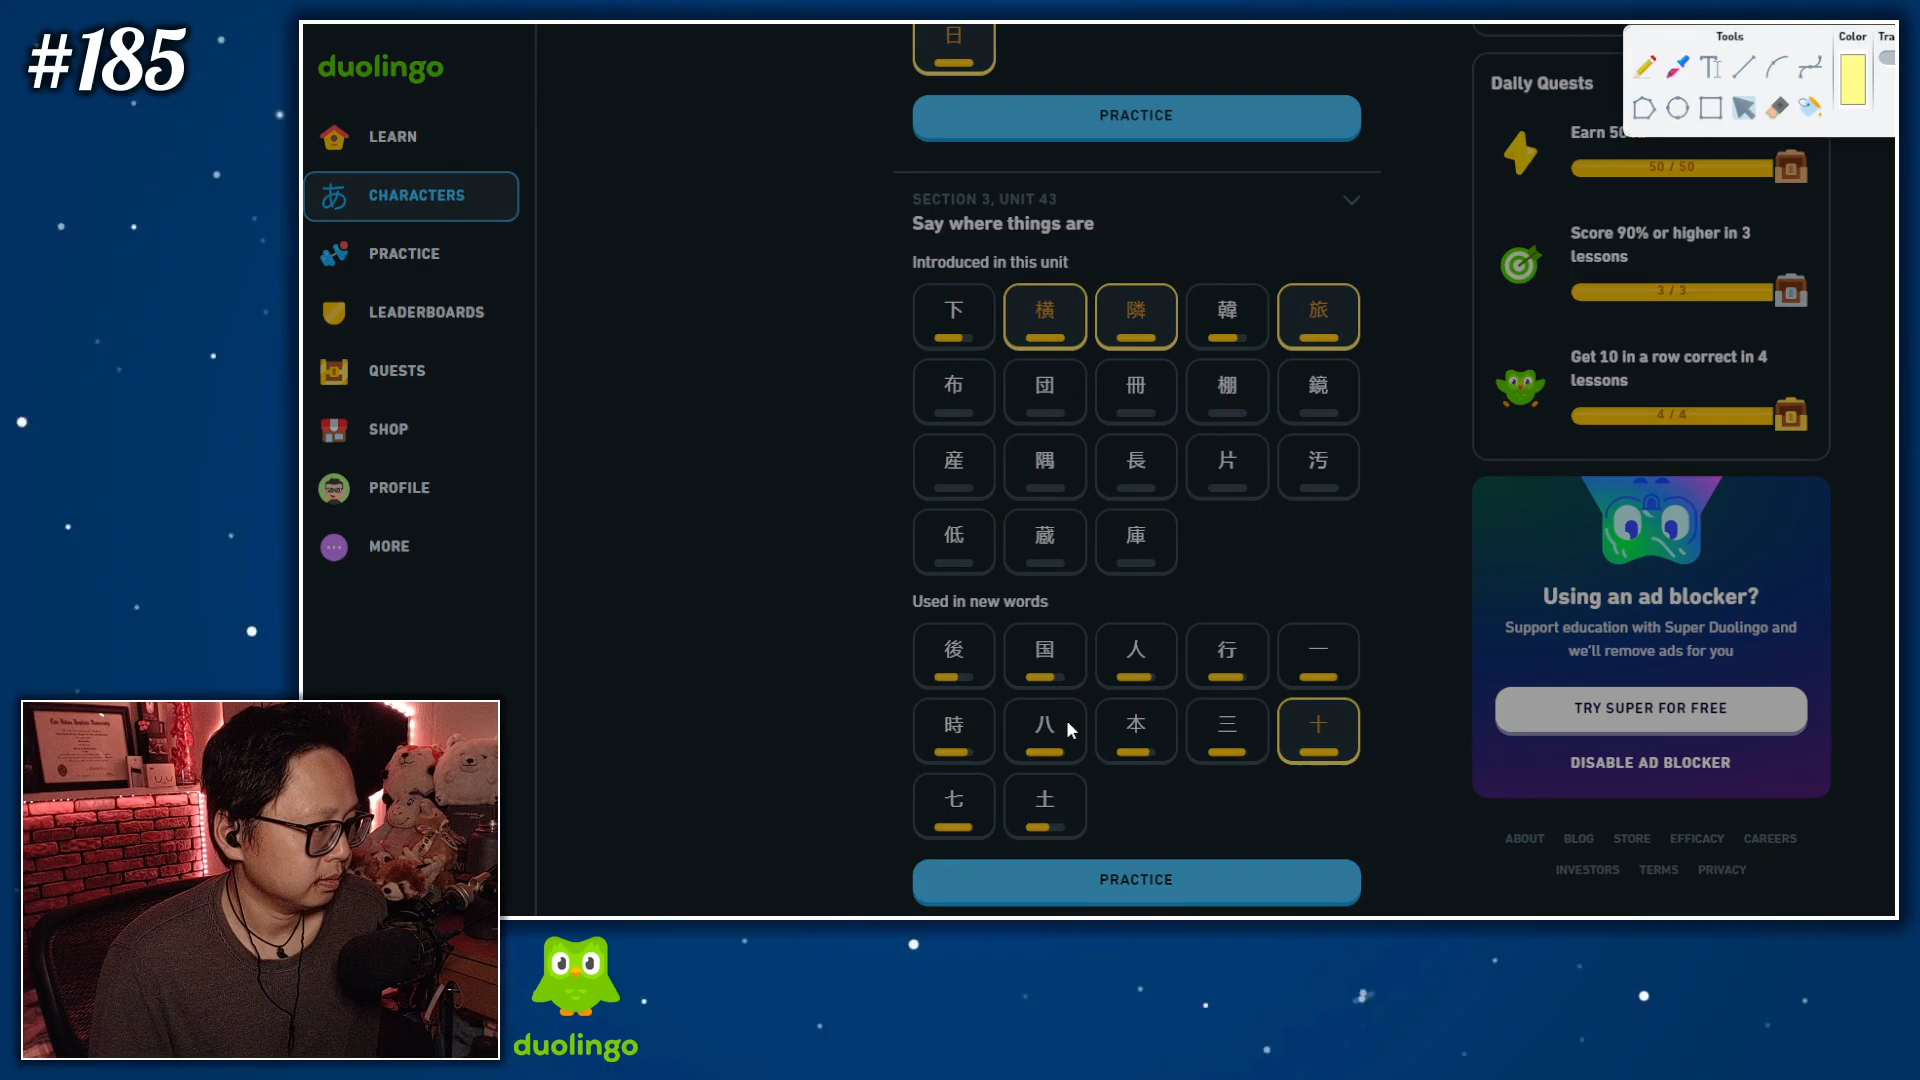 #185
duolingo
LEARN
CHARACTERS
PRACTICE
LEADERBOARDS
QUESTS
SHOP
PROFILE
MORE
日
PRACTICE
SECTION 3, UNIT 43
Say where things are
Introduced in this unit
下 横 隣 韓 旅
布 団 冊 棚 鏡
産 隅 長 片 汚
低 蔵 庫
Used in new words
後 国 人 行 一
時 八 本 三 十
七 土
PRACTICE
Tools
Color
Tra
Daily Quests
Earn 50
50 / 50
Score 90% or higher in 3
lessons
3 / 3
Get 10 in a row correct in 4
lessons
4 / 4
Using an ad blocker?
Support education with Super Duolingo and
we'll remove ads for you
TRY SUPER FOR FREE
DISABLE AD BLOCKER
ABOUT BLOG STORE EFFICACY CAREERS
INVESTORS TERMS PRIVACY
duolingo